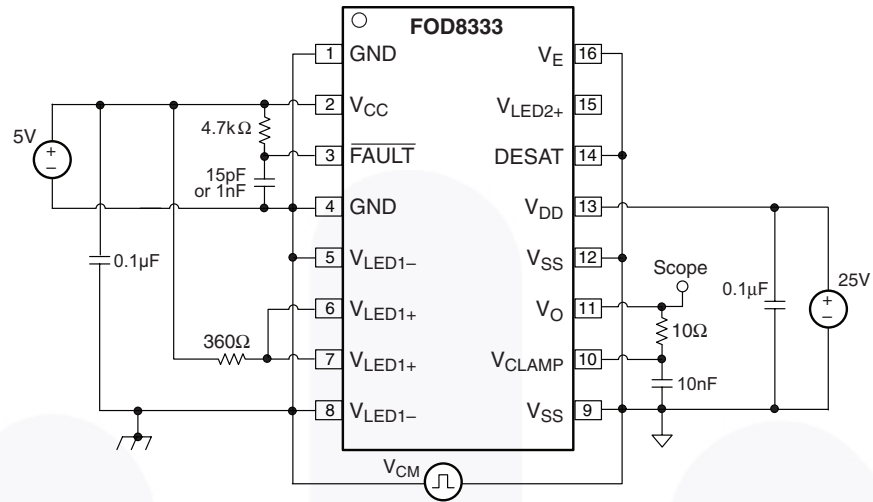 FOD8333
1 GND
2 VCC
3 FAULT
4 GND
5 VLED1–
6 VLED1+
7 VLED1+
8 VLED1–
16 VE
15 VLED2+
14 DESAT
13 VDD
12 VSS
11 VO
10 VCLAMP
9 VSS
5V
+
–
4.7kΩ
15pF
or 1nF
0.1µF
360Ω
VCM
Scope
10Ω
10nF
0.1µF
25V
+
–